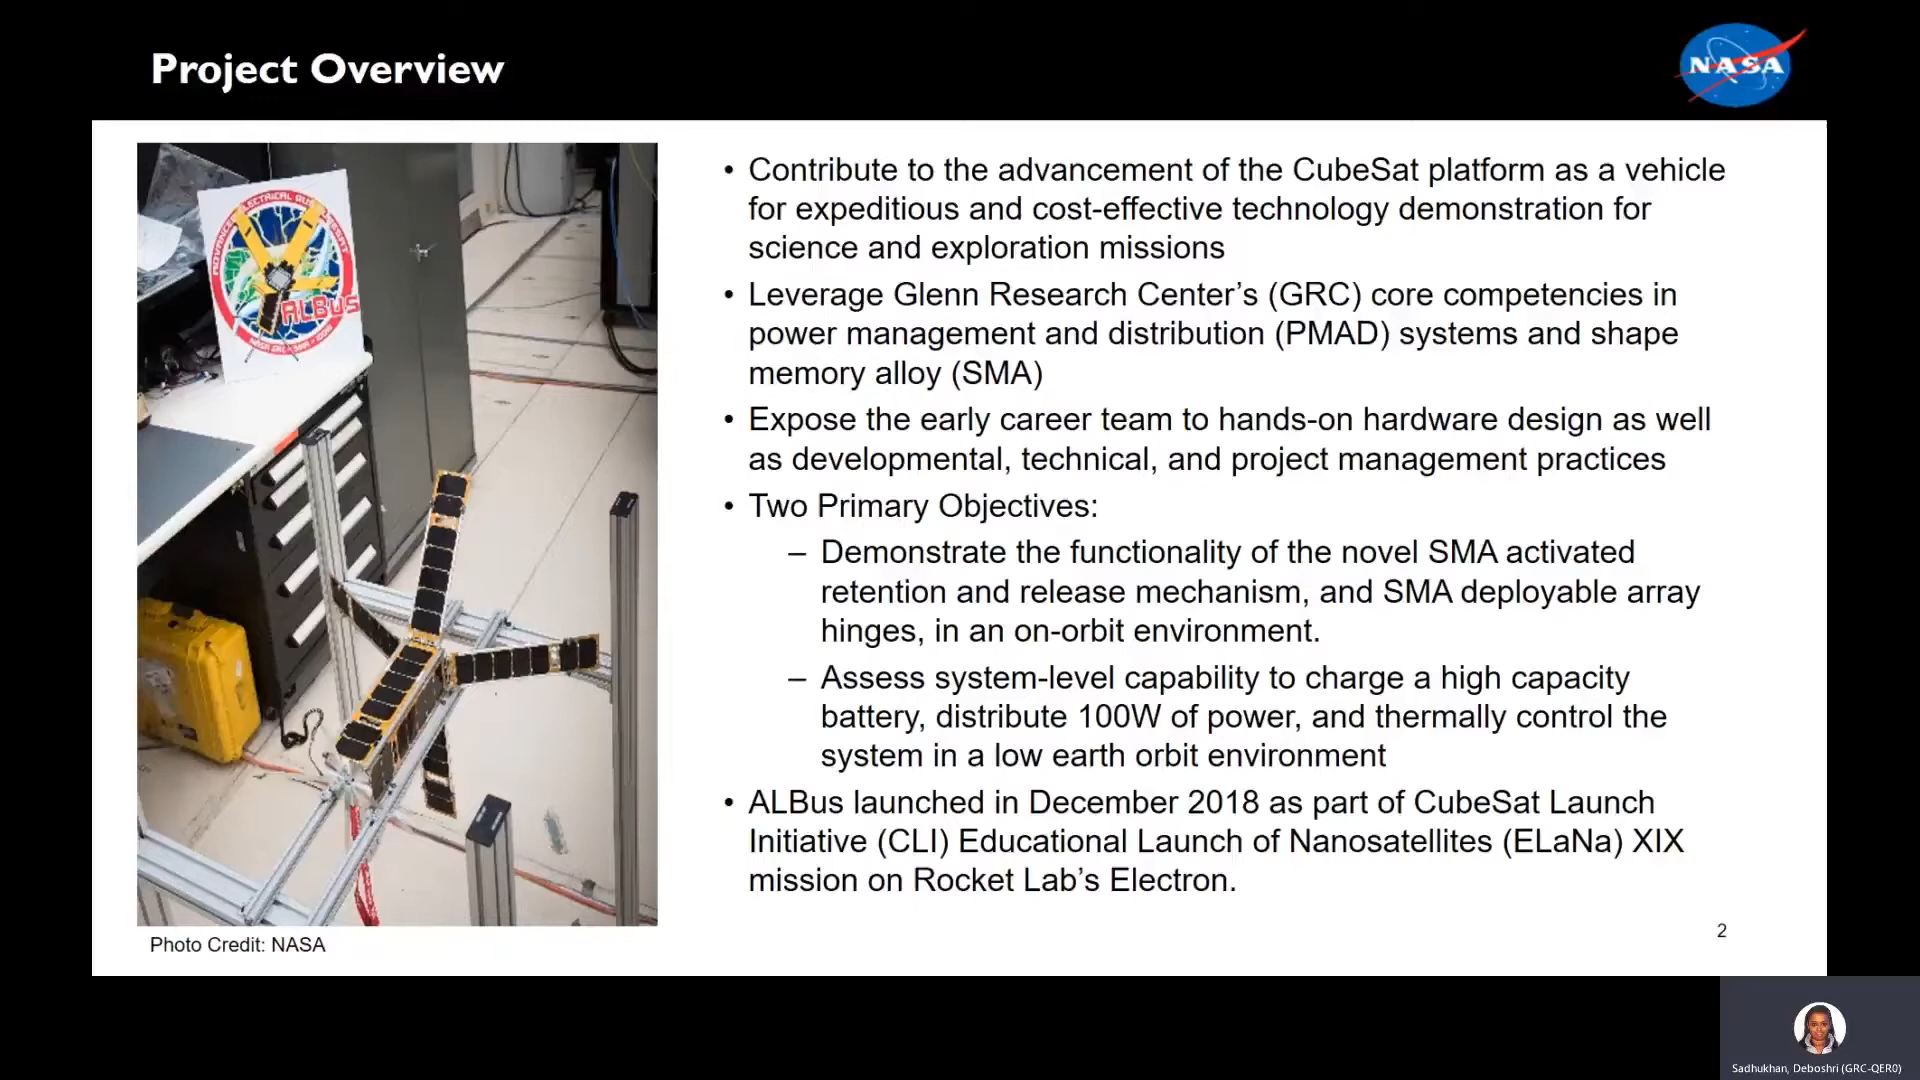 Project Overview
NASA
ADVANCED ELECTRICAL BUS CUBESAT
ALBus
• Contribute to the advancement of the CubeSat platform as a vehicle
for expeditious and cost-effective technology demonstration for
science and exploration missions
• Leverage Glenn Research Center’s (GRC) core competencies in
power management and distribution (PMAD) systems and shape
memory alloy (SMA)
• Expose the early career team to hands-on hardware design as well
as developmental, technical, and project management practices
• Two Primary Objectives:
– Demonstrate the functionality of the novel SMA activated
retention and release mechanism, and SMA deployable array
hinges, in an on-orbit environment.
– Assess system-level capability to charge a high capacity
battery, distribute 100W of power, and thermally control the
system in a low earth orbit environment
• ALBus launched in December 2018 as part of CubeSat Launch
Initiative (CLI) Educational Launch of Nanosatellites (ELaNa) XIX
mission on Rocket Lab’s Electron.
Photo Credit: NASA
2
Sadhukhan, Deboshri (GRC-QER0)